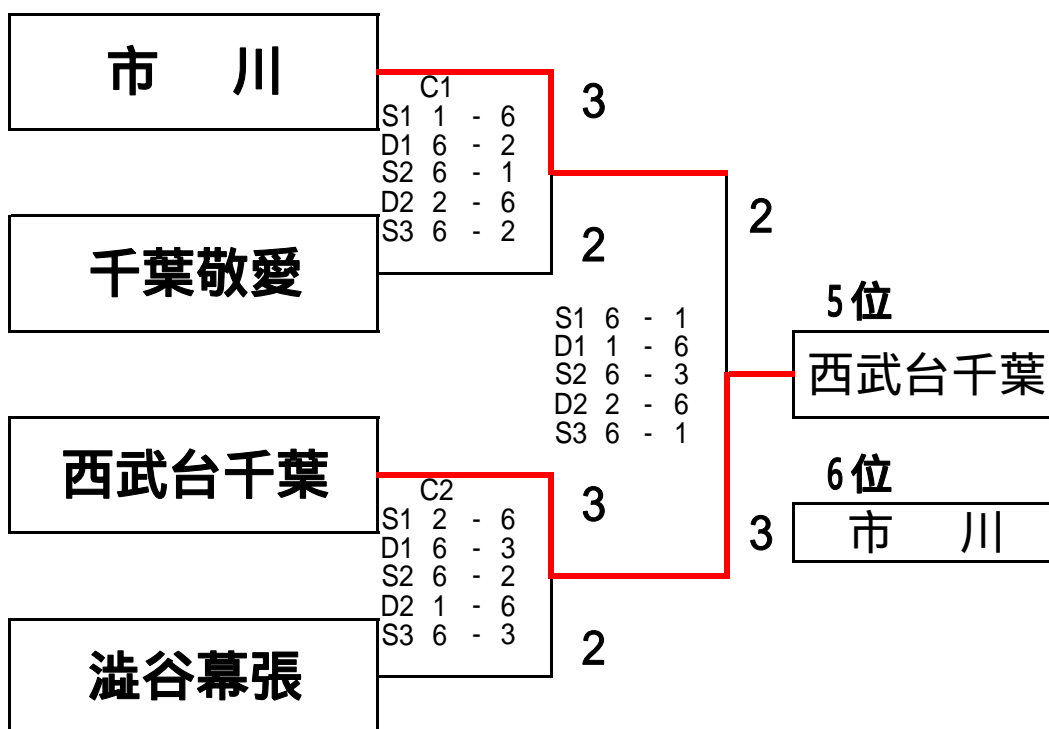 市 川
C1
S1 1 - 6
D1 6 - 2
S2 6 - 1
D2 2 - 6
S3 6 - 2
3
千葉敬愛
2
2
S1 6 - 1
D1 1 - 6
S2 6 - 3
D2 2 - 6
S3 6 - 1
5位
西武台千葉
西武台千葉
C2
S1 2 - 6
D1 6 - 3
S2 6 - 2
D2 1 - 6
S3 6 - 3
3
3
6位
市 川
澁谷幕張
2